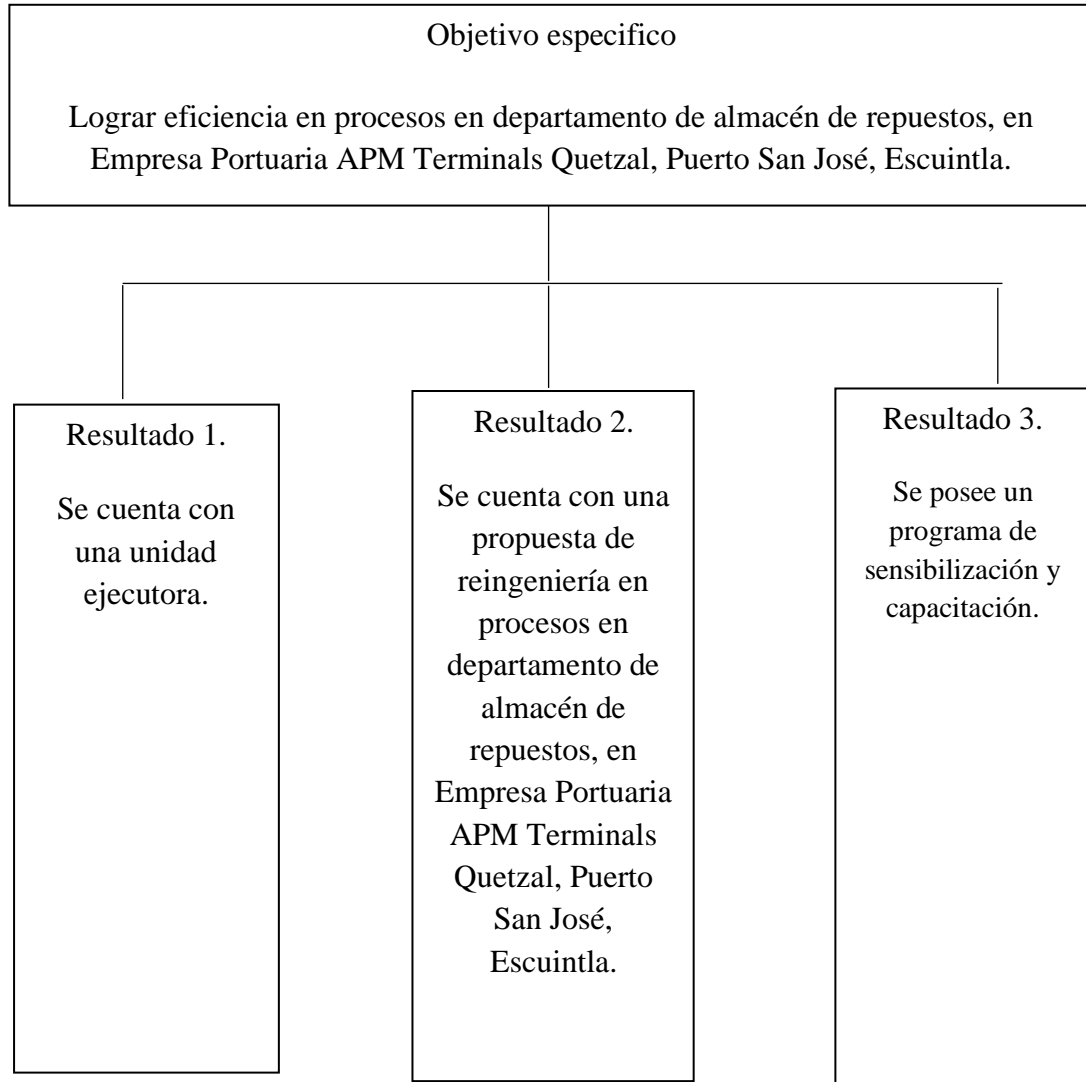 Objetivo especifico
Lograr eficiencia en procesos en departamento de almacén de repuestos, en
Empresa Portuaria APM Terminals Quetzal, Puerto San José, Escuintla.
Resultado 1.
Se cuenta con
una unidad
ejecutora.
Resultado 2.
Se cuenta con una
propuesta de
reingeniería en
procesos en
departamento de
almacén de
repuestos, en
Empresa Portuaria
APM Terminals
Quetzal, Puerto
San José,
Escuintla.
Resultado 3.
Se posee un
programa de
sensibilización y
capacitación.